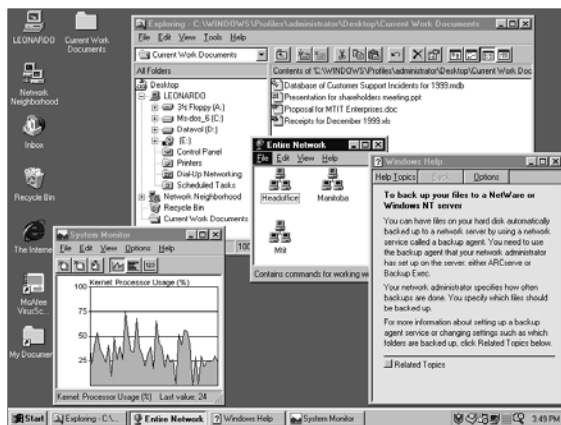 LEONARDO
Current Work
Documents
Network
Neighborhood
Inbox
Recycle Bin
The Internet
McAfee
VirusSc...
My Document
Exploring - C:\WINDOWS\Profiles\administrator\Desktop\Current Work Documents
File Edit View Tools Help
Current Work Documents
All Folders
Contents of 'C:\WINDOWS\Profiles\administrator\Desktop\Current Work Doc
Desktop
LEONARDO
3½ Floppy (A:)
Ms-dos_6 (C:)
Datavol (D:)
(E:)
Control Panel
Printers
Dial-Up Networking
Scheduled Tasks
Network Neighborhood
Recycle Bin
Current Work Documents
Database of Customer Support Incidents for 1999.mdb
Presentation for shareholders meeting.ppt
Proposal for MTIT Enterprises.doc
Receipts for December 1999.xls
Entire Network
File Edit View Help
Headoffice
Manitoba
Mtit
Contains commands for working w
Windows Help
Help Topics Back Options
To back up your files to a NetWare or
Windows NT server
You can have files on your hard disk automatically
backed up to a network server by using a network
service called a backup agent. You need to use
the backup agent that your network administrator
has set up on the server: either ARCserve or
Backup Exec.
Your network administrator specifies how often
backups are done. You specify which files should
be backed up.
For more information about setting up a backup
agent service or changing settings such as which
folders are backed up, click Related Topics below.
Related Topics
System Monitor
File Edit View Options Help
Kernel: Processor Usage (%)
100
75
50
25
Kernel: Processor Usage (%) Last value: 24
Start
Exploring - C:\...
Entire Network
Windows Help
System Monitor
3:49 PM